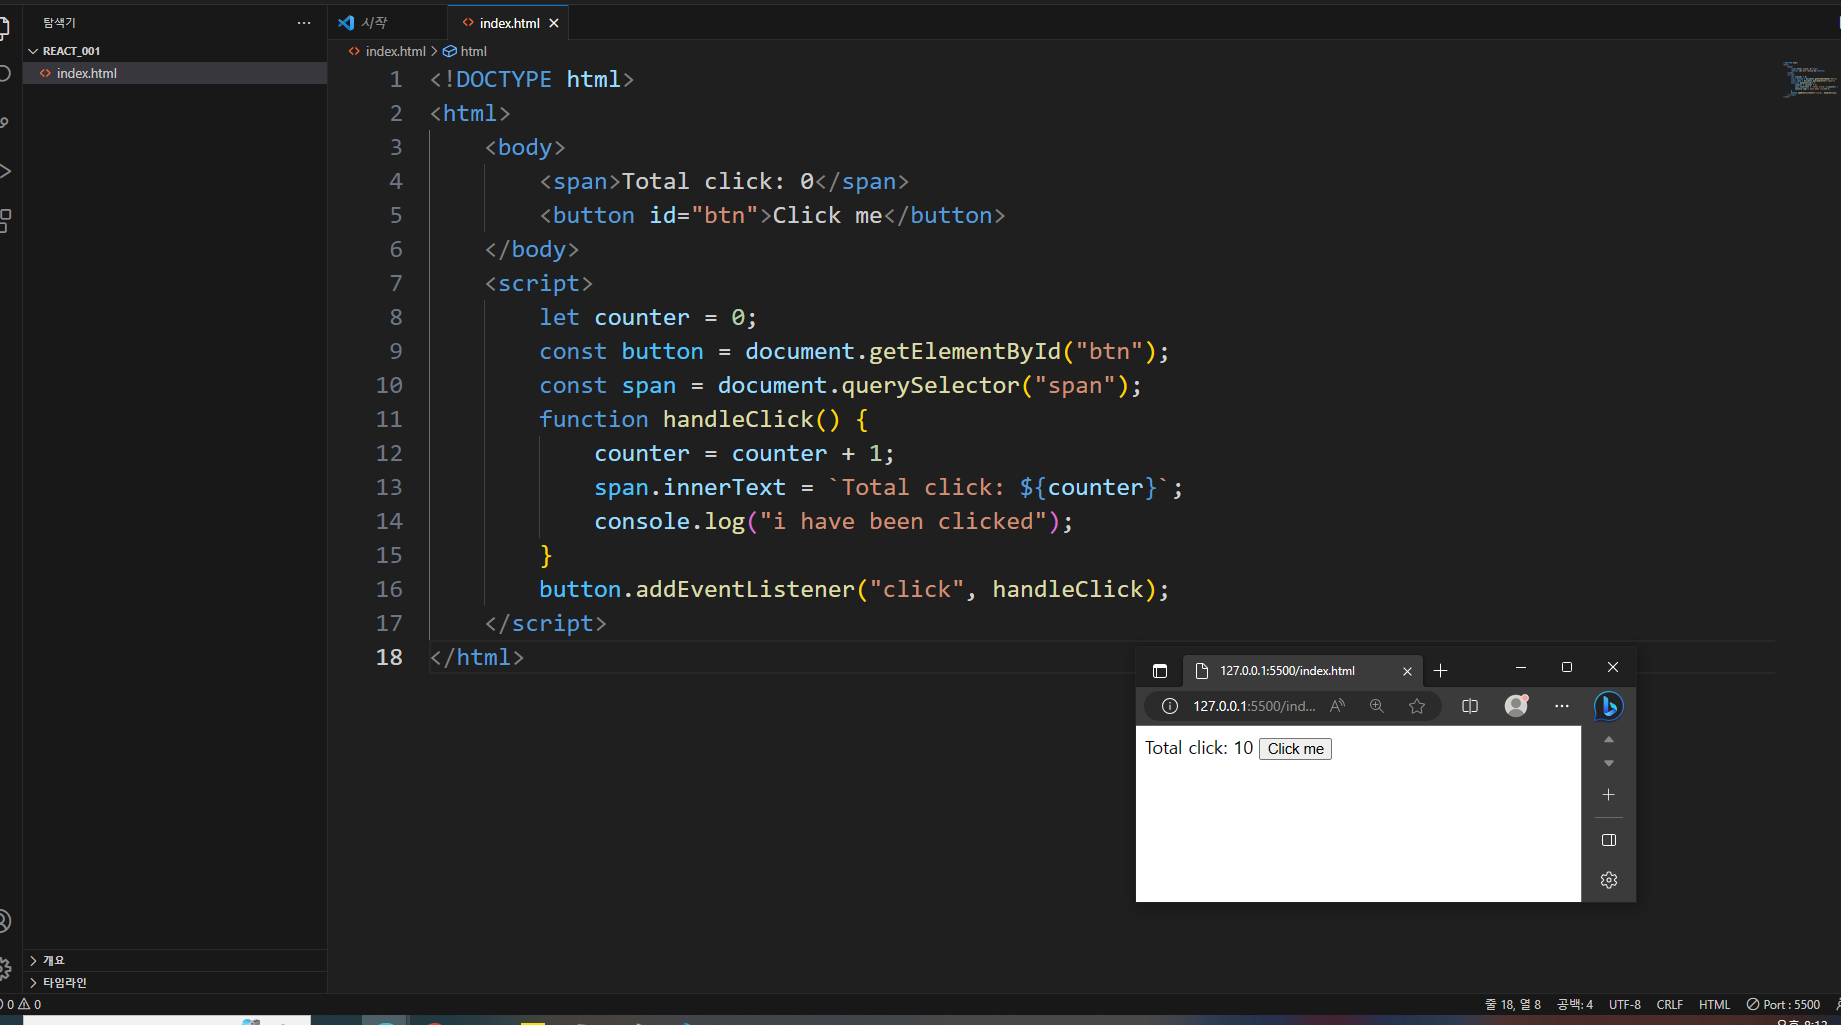 탐색기 ···
REACT_001
index.html
개요
타임라인
시작
index.html
index.html > html
1 <!DOCTYPE html>
2 <html>
3 <body>
4 <span>Total click: 0</span>
5 <button id="btn">Click me</button>
6 </body>
7 <script>
8 let counter = 0;
9 const button = document.getElementById("btn");
10 const span = document.querySelector("span");
11 function handleClick() {
12 counter = counter + 1;
13 span.innerText = `Total click: ${counter}`;
14 console.log("i have been clicked");
15 }
16 button.addEventListener("click", handleClick);
17 </script>
18 </html>
127.0.0.1:5500/index.html
127.0.0.1:5500/ind...
Total click: 10 Click me
0 0
줄 18, 열 8 공백: 4 UTF-8 CRLF HTML Port : 5500